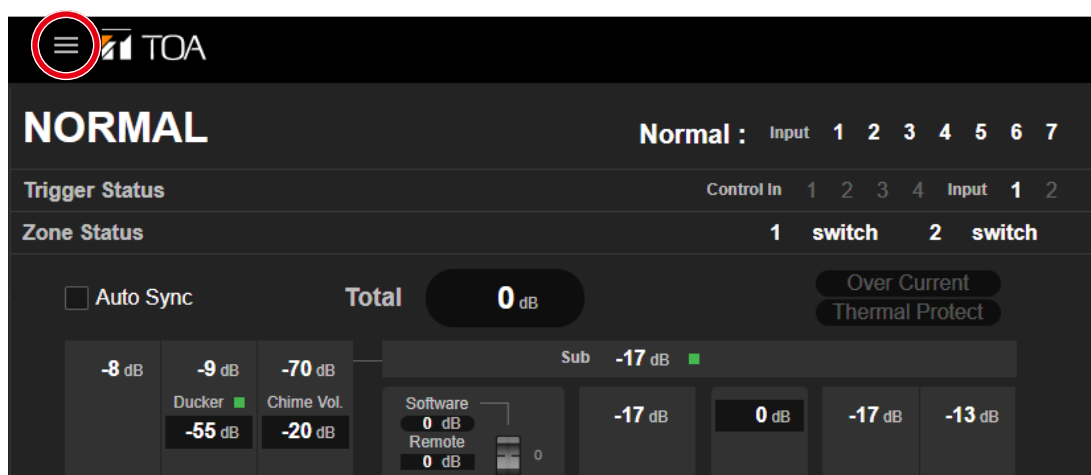 TOA
NORMAL
Normal : Input 1 2 3 4 5 6 7
Trigger Status
Control In 1 2 3 4 Input 1 2
Zone Status
1 switch 2 switch
Auto Sync
Total 0 dB
Over Current
Thermal Protect
Sub -17 dB
-8 dB -9 dB -70 dB
Ducker Chime Vol.
-55 dB -20 dB
Software
0 dB
Remote
0 dB
0
-17 dB 0 dB -17 dB -13 dB